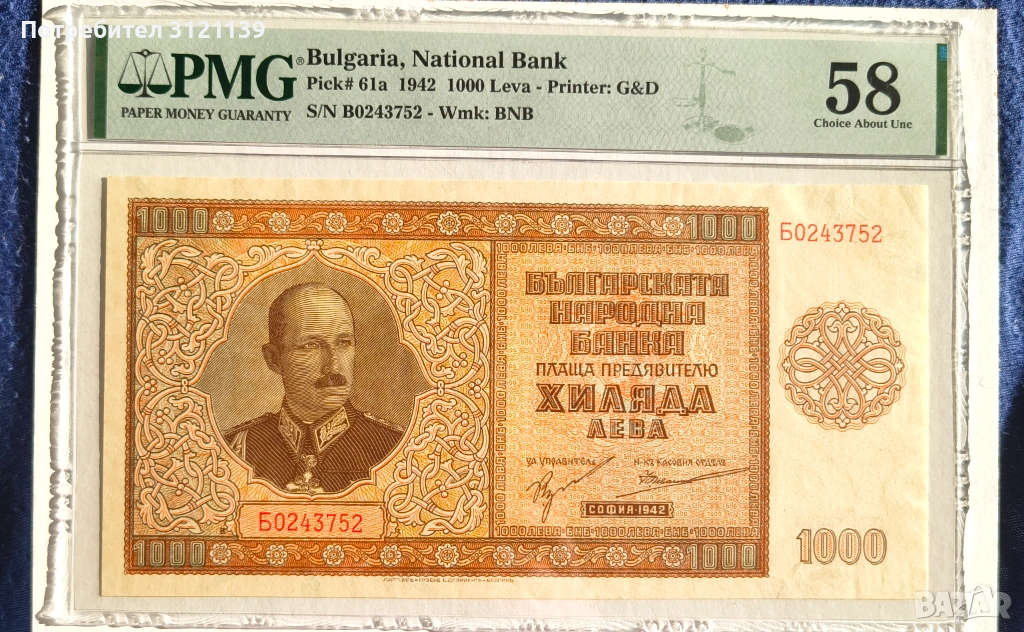 Потребител 3121139
PMG®
PAPER MONEY GUARANTY
Bulgaria, National Bank
Pick# 61a 1942 1000 Leva - Printer: G&D
S/N B0243752 - Wmk: BNB
58
Choice About Unc
1000
1000
Б0243752
БЪЛГАРСКАТА
НАРОДНА
БАНКА
ПЛАЩА ПРЕДЯВИТЕЛЮ
ХИЛЯДА
ЛЕВА
ЗА УПРАВИТЕЛЬ
Н-КЪ КАСОВИЯ ОТДѢЛЪ
СОФИЯ·1942
Б0243752
1000
1000
1000
BAZAR